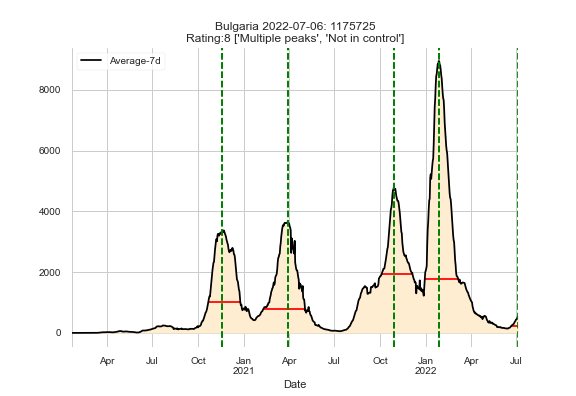 Bulgaria 2022-07-06: 1175725
Rating:8 ['Multiple peaks', 'Not in control']
Average-7d
8000
6000
4000
2000
0
Apr Jul Oct Jan Apr Jul Oct Jan Apr Jul
2021 2022
Date